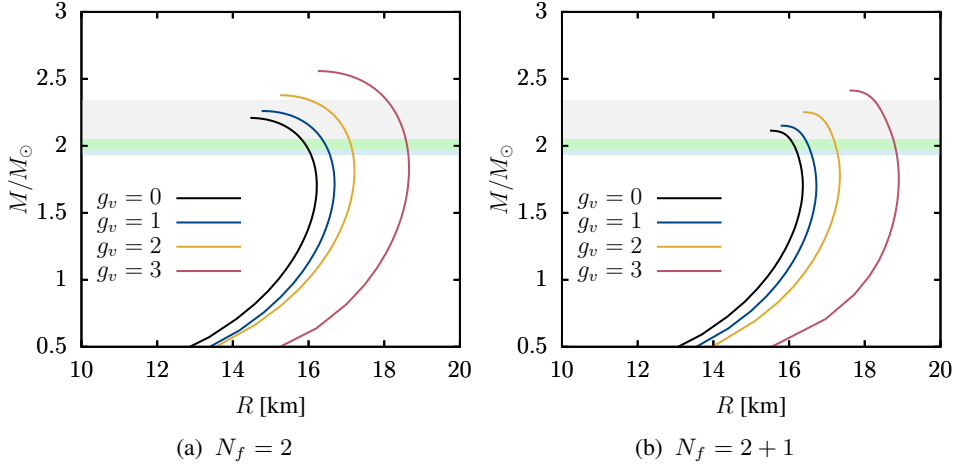 3
2.5
2
1.5
1
0.5
M/M⊙
g_v = 0
g_v = 1
g_v = 2
g_v = 3
10 12 14 16 18 20
R [km]
(a) N_f = 2
3
2.5
2
1.5
1
0.5
M/M⊙
g_v = 0
g_v = 1
g_v = 2
g_v = 3
10 12 14 16 18 20
R [km]
(b) N_f = 2 + 1